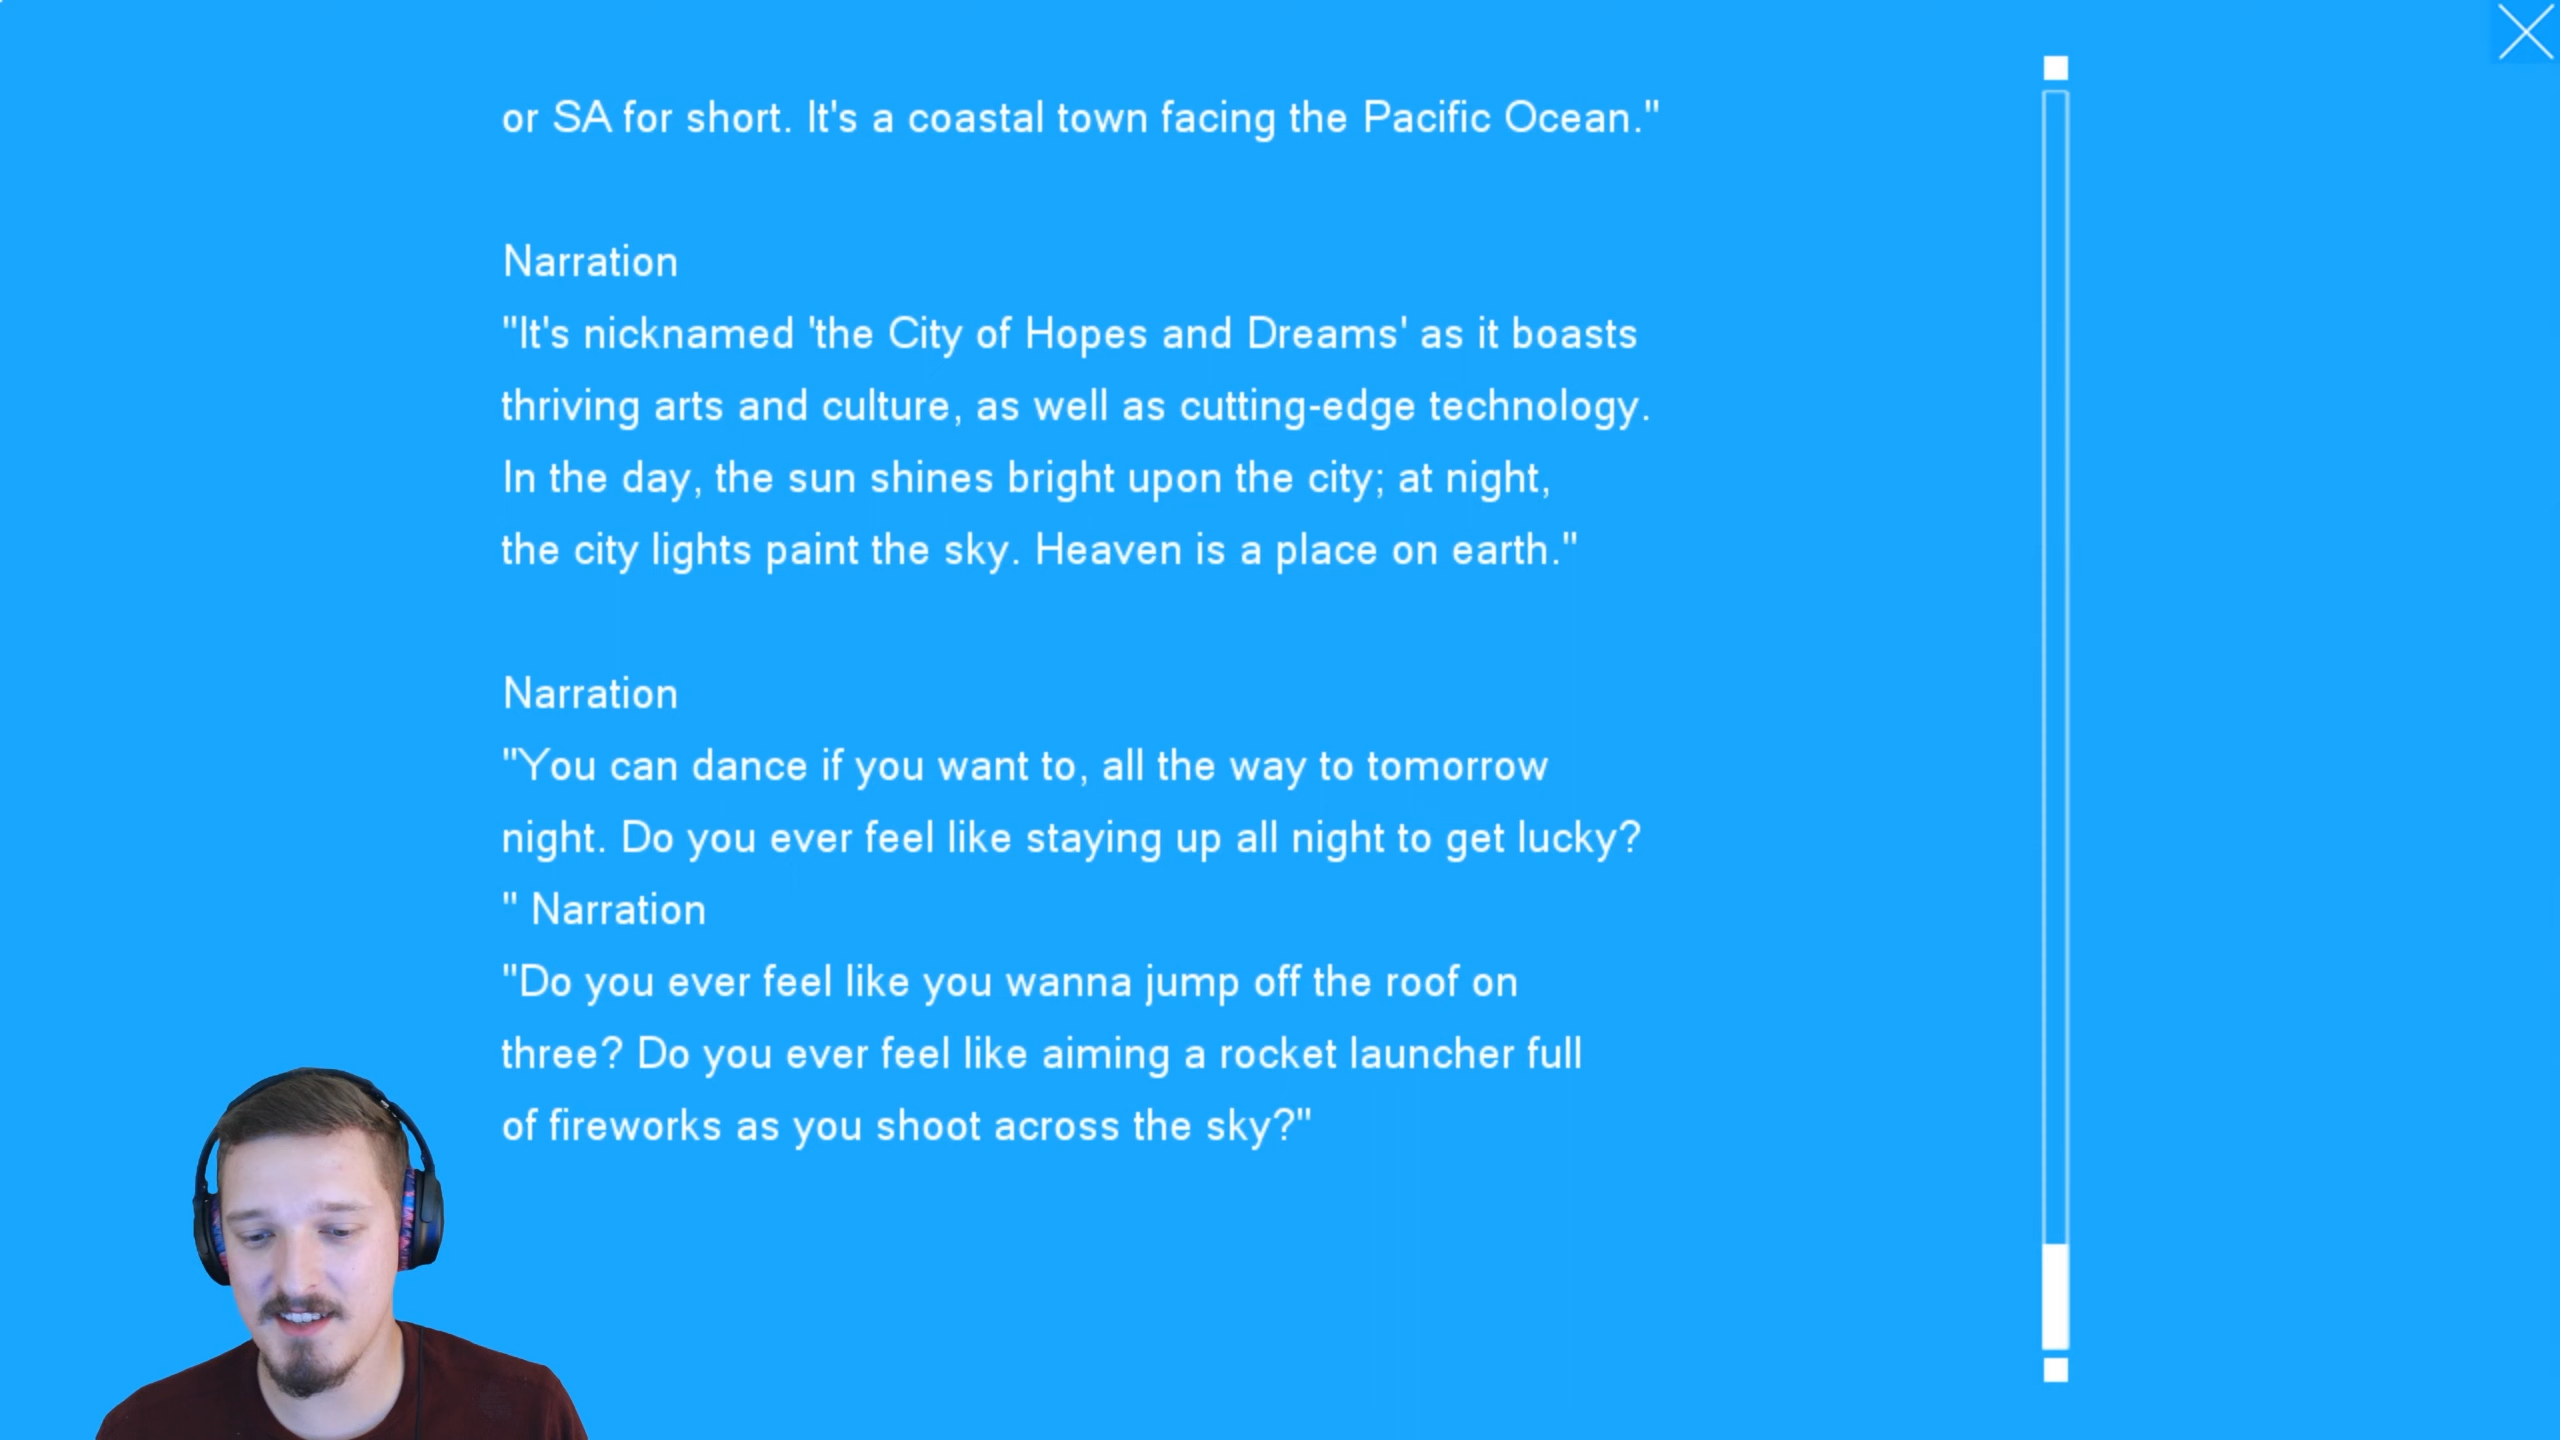 or SA for short. It's a coastal town facing the Pacific Ocean."
Narration
"It's nicknamed 'the City of Hopes and Dreams' as it boasts
thriving arts and culture, as well as cutting-edge technology.
In the day, the sun shines bright upon the city; at night,
the city lights paint the sky. Heaven is a place on earth."
Narration
"You can dance if you want to, all the way to tomorrow
night. Do you ever feel like staying up all night to get lucky?
" Narration
"Do you ever feel like you wanna jump off the roof on
three? Do you ever feel like aiming a rocket launcher full
of fireworks as you shoot across the sky?"